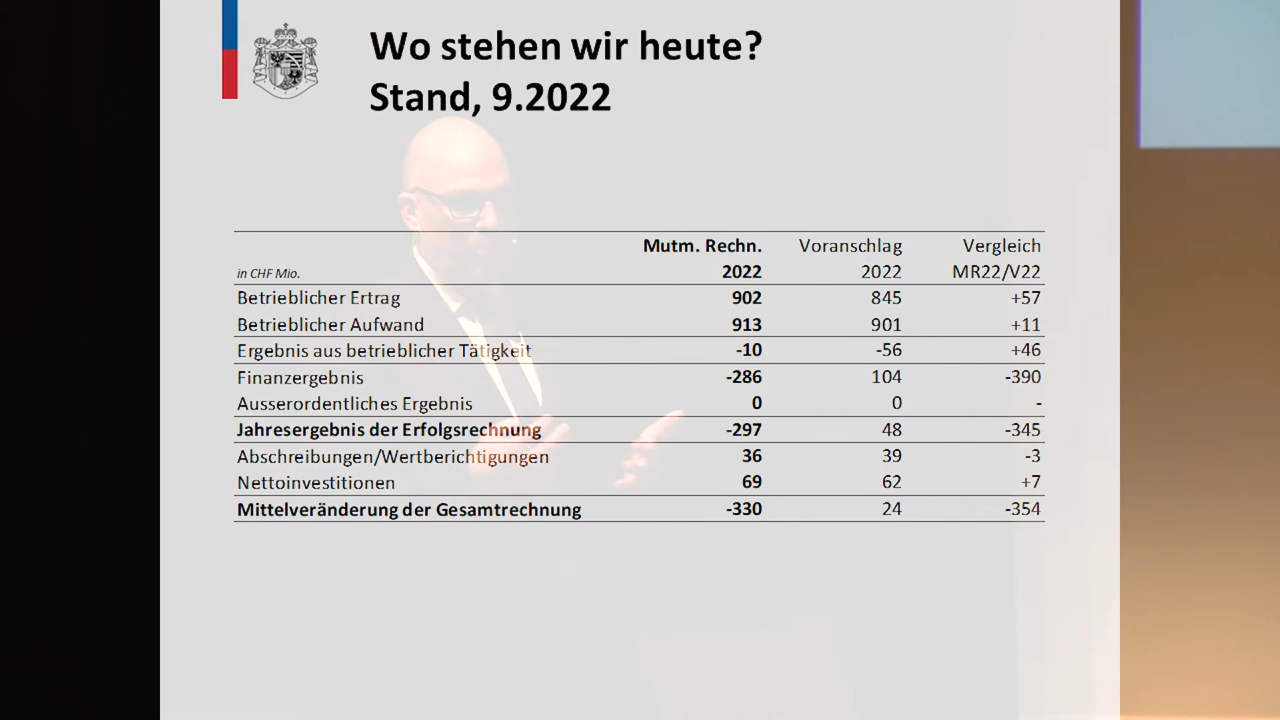 Wo stehen wir heute?
Stand, 9.2022
Mutm. Rechn. Voranschlag Vergleich
in CHF Mio. 2022 2022 MR22/V22
Betrieblicher Ertrag 902 845 +57
Betrieblicher Aufwand 913 901 +11
Ergebnis aus betrieblicher Tätigkeit -10 -56 +46
Finanzergebnis -286 104 -390
Ausserordentliches Ergebnis 0 0 -
Jahresergebnis der Erfolgsrechnung -297 48 -345
Abschreibungen/Wertberichtigungen 36 39 -3
Nettoinvestitionen 69 62 +7
Mittelveränderung der Gesamtrechnung -330 24 -354